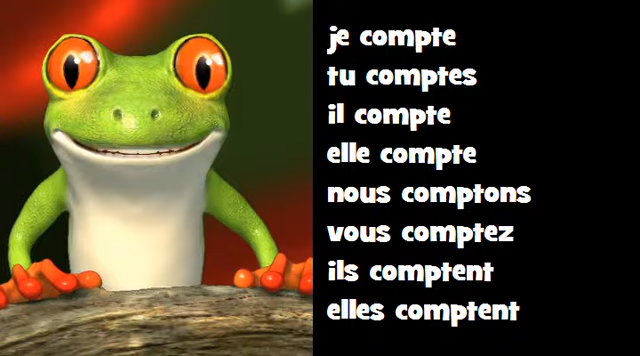 je compte
tu comptes
il compte
elle compte
nous comptons
vous comptez
ils comptent
elles comptent